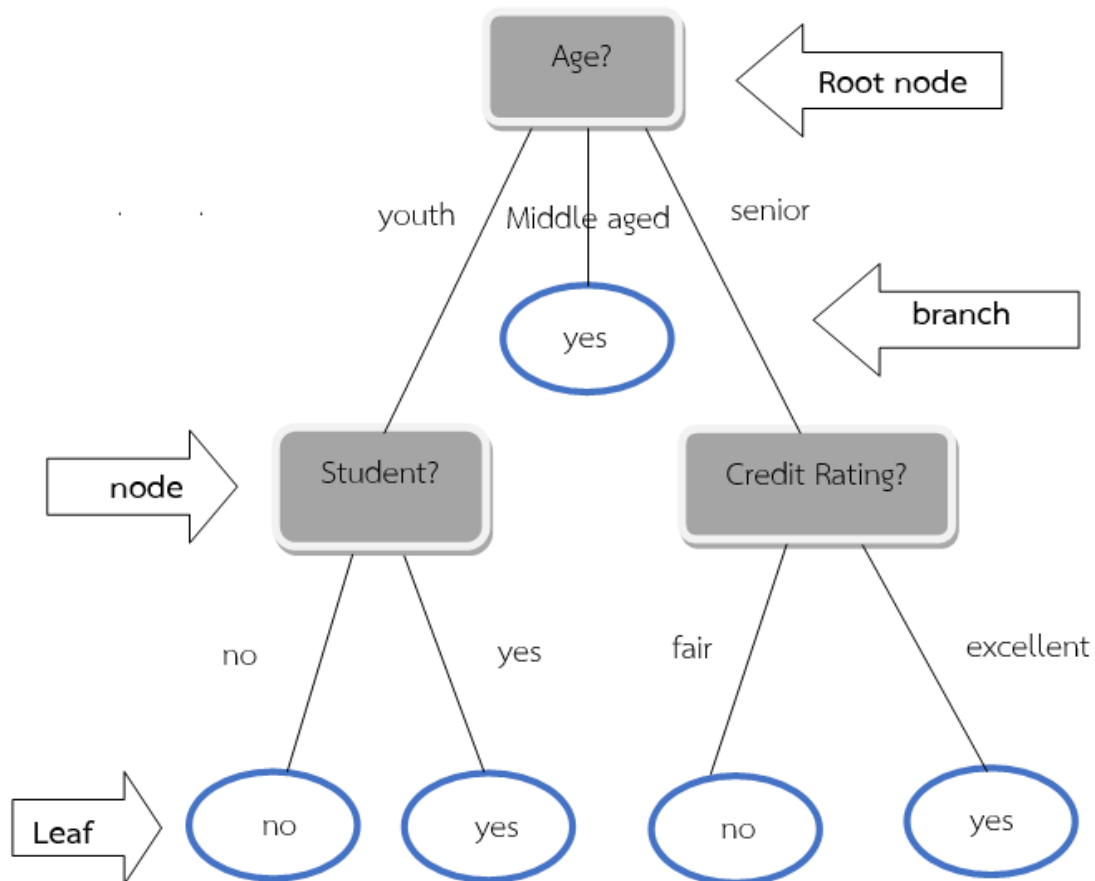 Age?
Root node
youth
Middle aged
senior
branch
yes
node
Student?
Credit Rating?
no
yes
fair
excellent
Leaf
no
yes
no
yes